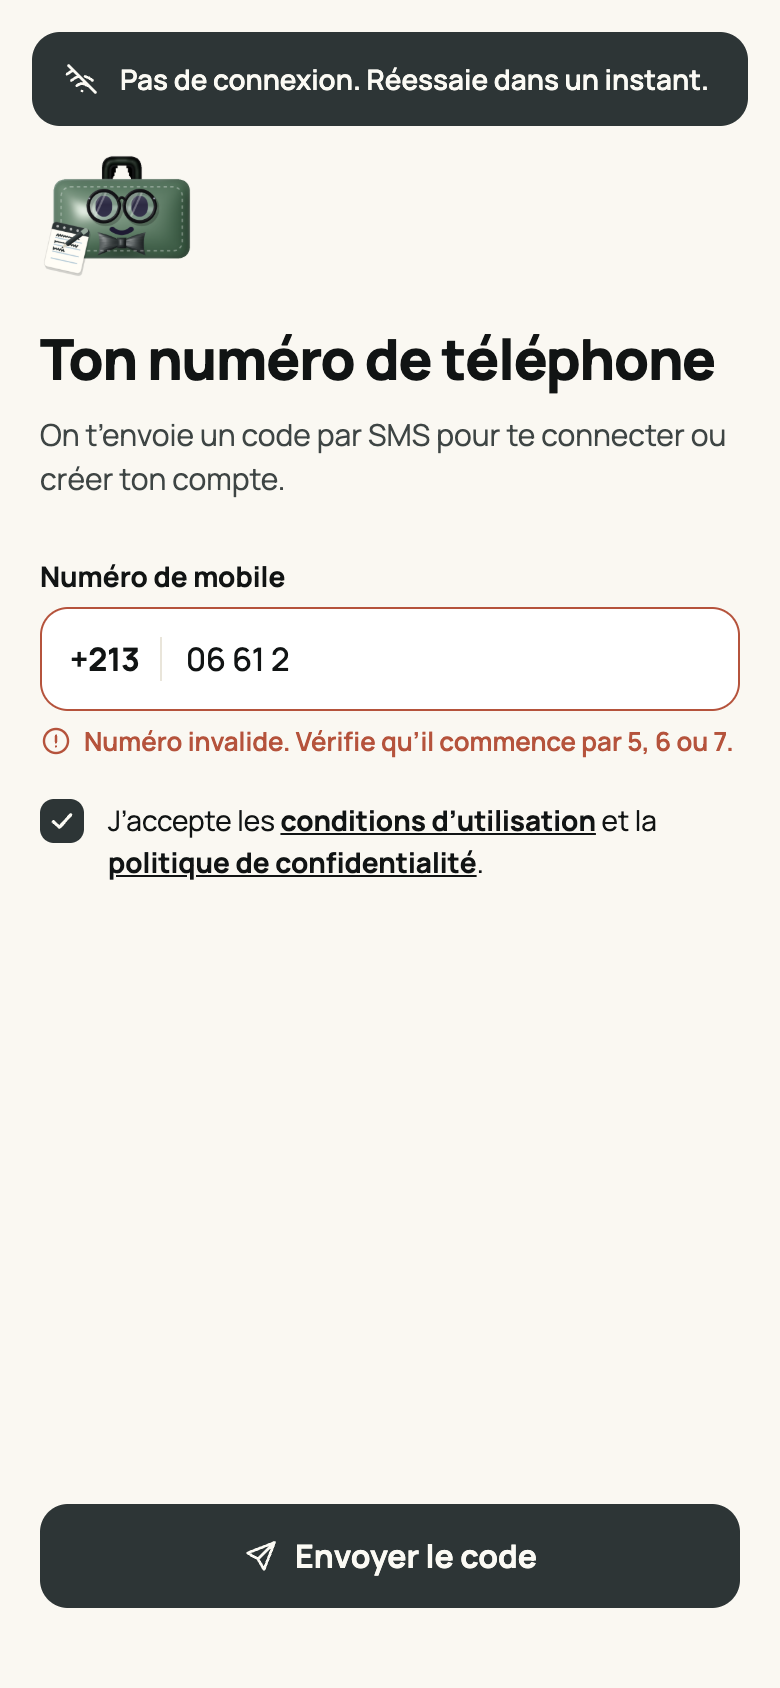 Pas de connexion. Réessaie dans un instant.
Ton numéro de téléphone
On t’envoie un code par SMS pour te connecter ou
créer ton compte.
Numéro de mobile
+213 06 61 2
Numéro invalide. Vérifie qu’il commence par 5, 6 ou 7.
J’accepte les conditions d’utilisation et la
politique de confidentialité.
Envoyer le code